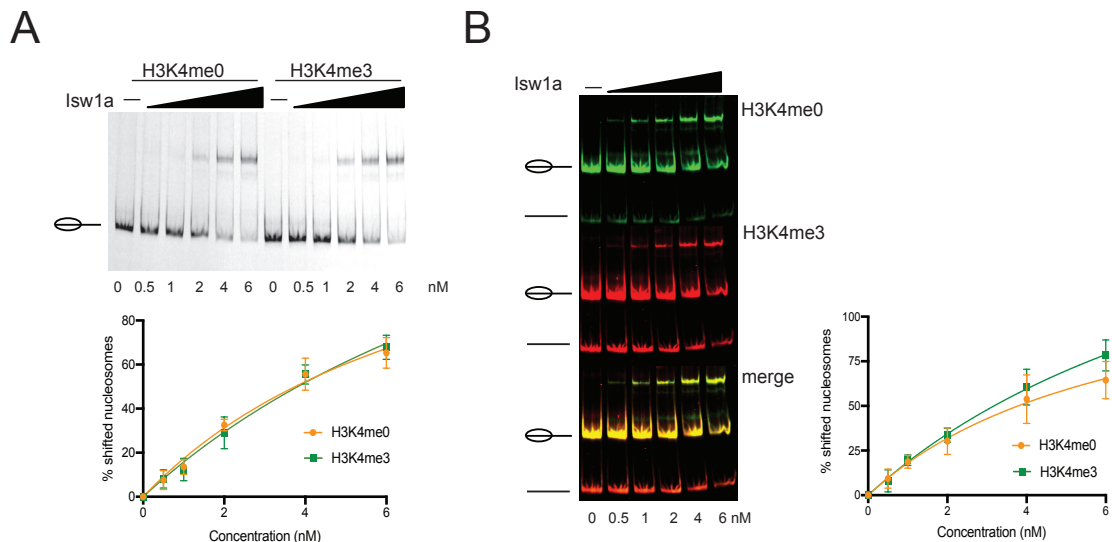 A
H3K4me0 H3K4me3
Isw1a
0 0.5 1 2 4 6 0 0.5 1 2 4 6 nM
80
60
40
20
0
% shifted nucleosomes
H3K4me0
H3K4me3
0 2 4 6
Concentration (nM)
B
Isw1a
H3K4me0
H3K4me3
merge
0 0.5 1 2 4 6 nM
100
75
50
25
0
% shifted nucleosomes
H3K4me0
H3K4me3
0 2 4 6
Concentration (nM)